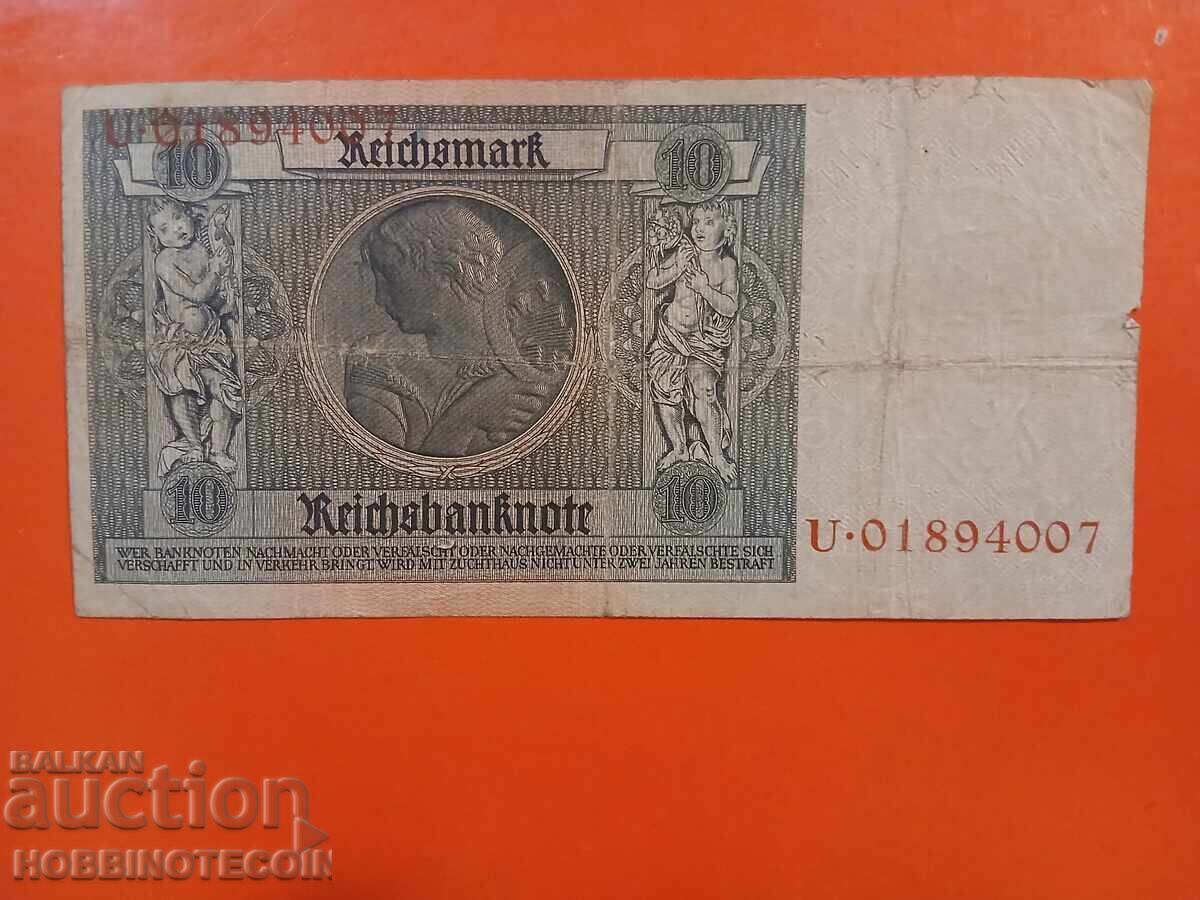 U·01894007
10 Reichsmark 10
10 Reichsbanknote 10
U·01894007
WER BANKNOTEN NACHMACHT ODER VERFÄLSCHT ODER NACHGEMACHTE ODER VERFÄLSCHTE SICH
VERSCHAFFT UND IN VERKEHR BRINGT, WIRD MIT ZUCHTHAUS NICHT UNTER ZWEI JAHREN BESTRAFT
BALKAN
auction
HOBBINOTECOIN